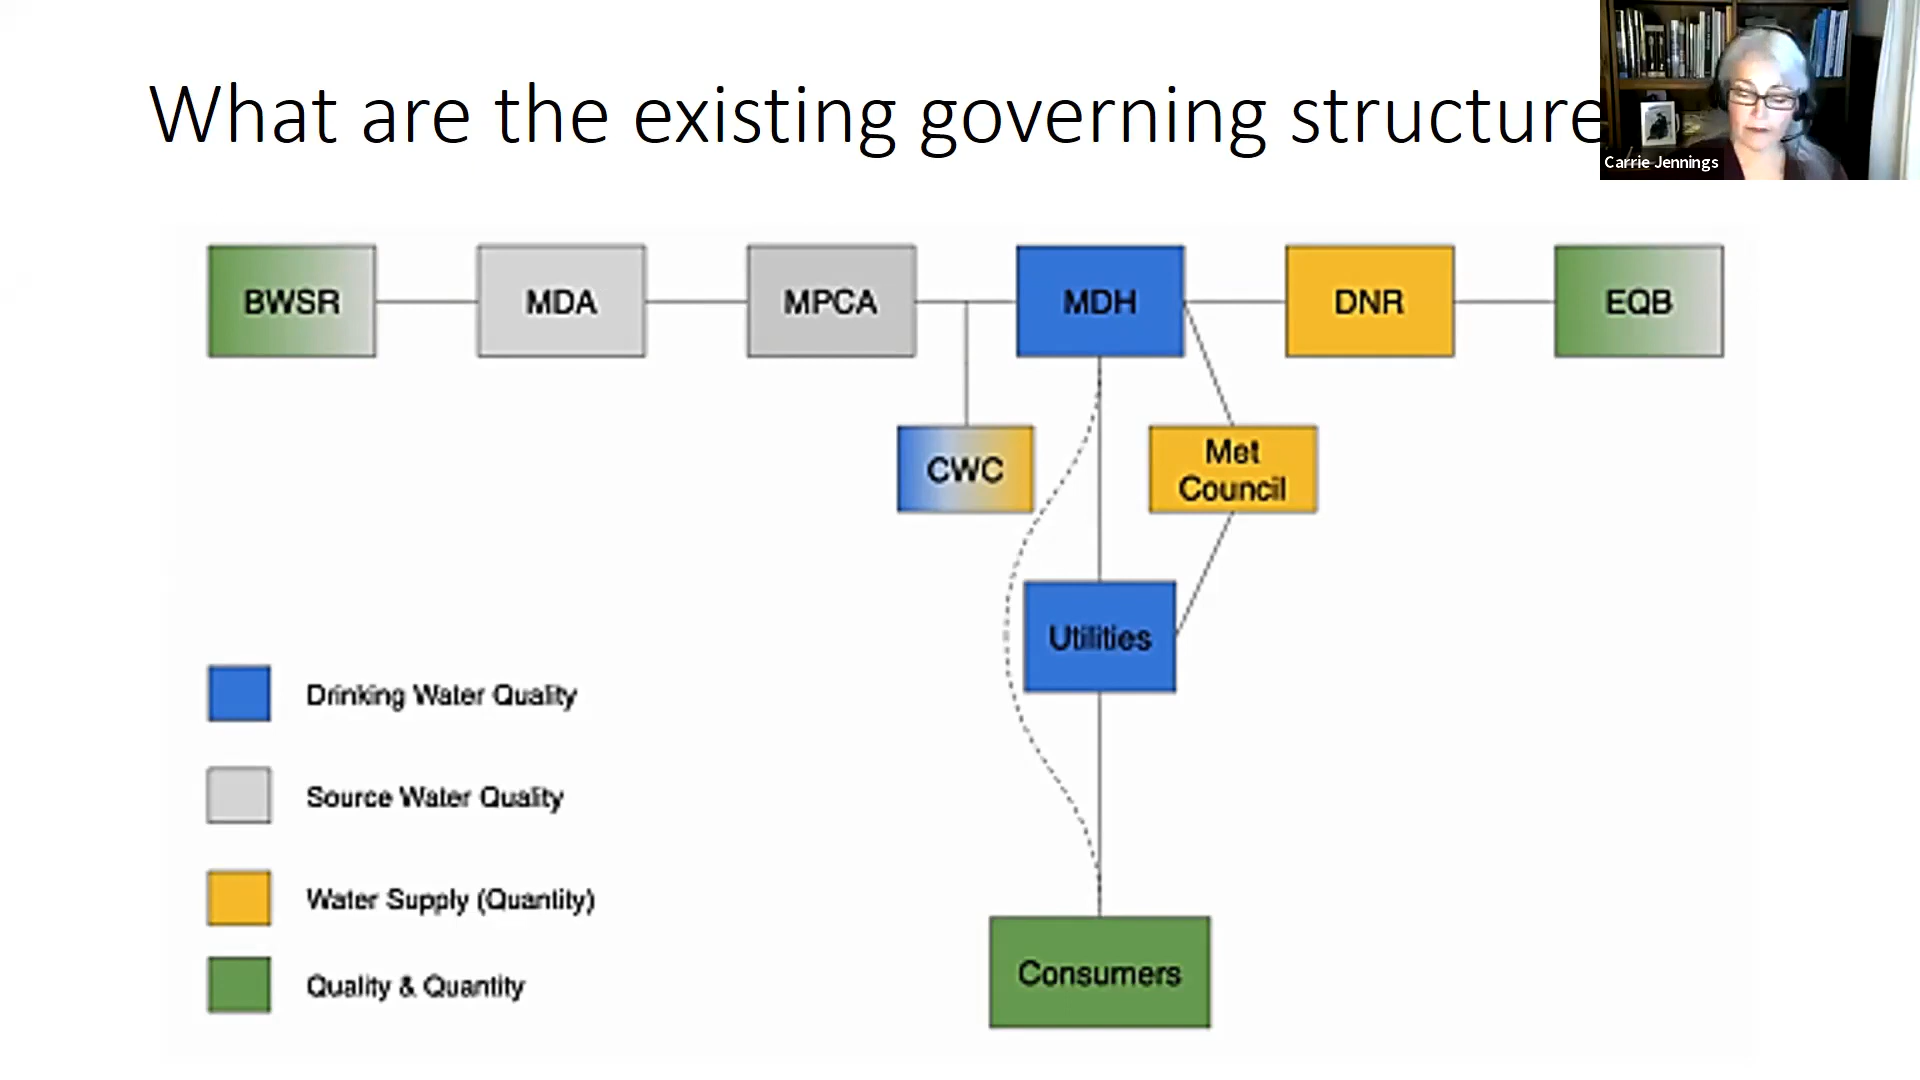 What are the existing governing structure
Carrie Jennings
BWSR
MDA
MPCA
MDH
DNR
EQB
CWC
Met
Council
Utilities
Drinking Water Quality
Source Water Quality
Water Supply (Quantity)
Quality & Quantity
Consumers